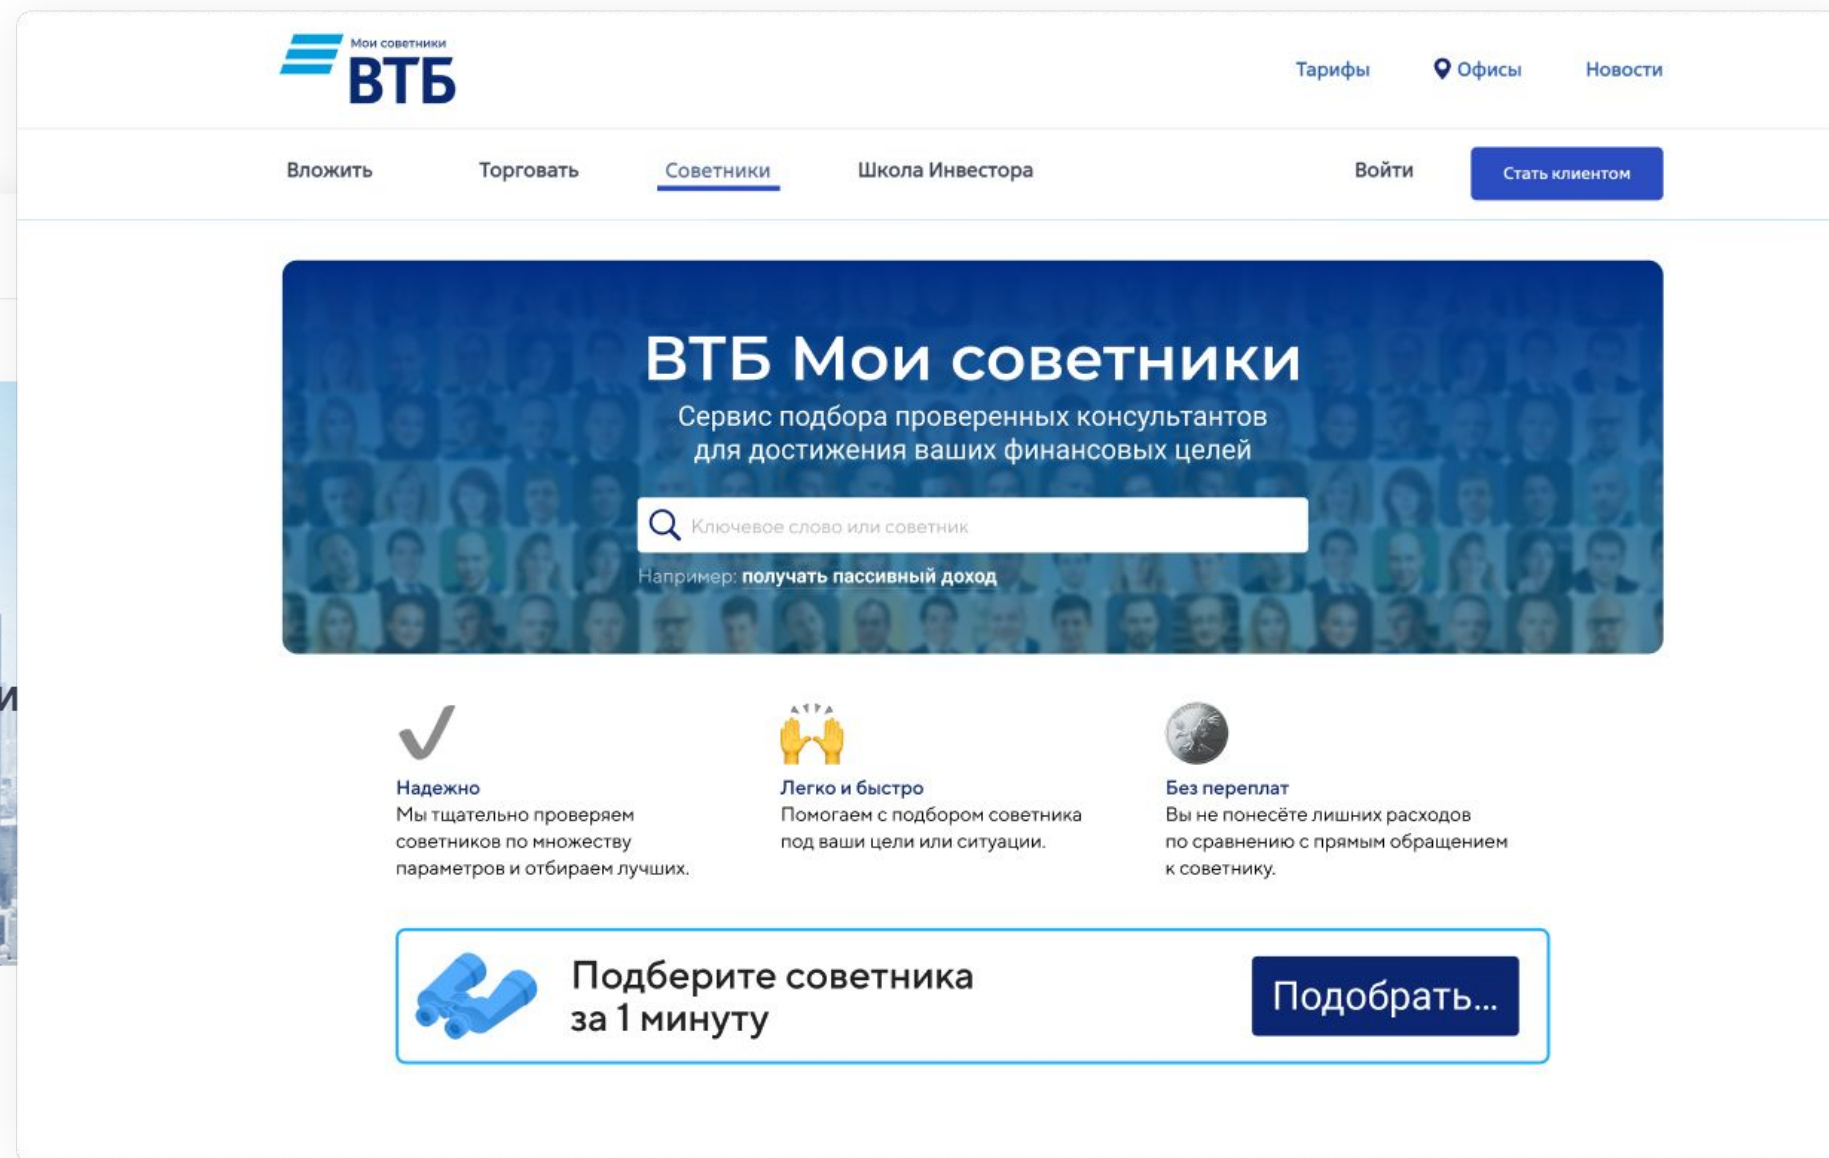 Мои советники
ВТБ
Тарифы
Офисы
Новости
Вложить
Торговать
Советники
Школа Инвестора
Войти
Стать клиентом
ВТБ Мои советники
Сервис подбора проверенных консультантов
для достижения ваших финансовых целей
Ключевое слово или советник
Например: получать пассивный доход
Надежно
Мы тщательно проверяем
советников по множеству
параметров и отбираем лучших.
Легко и быстро
Помогаем с подбором советника
под ваши цели или ситуации.
Без переплат
Вы не понесёте лишних расходов
по сравнению с прямым обращением
к советнику.
Подберите советника
за 1 минуту
Подобрать...